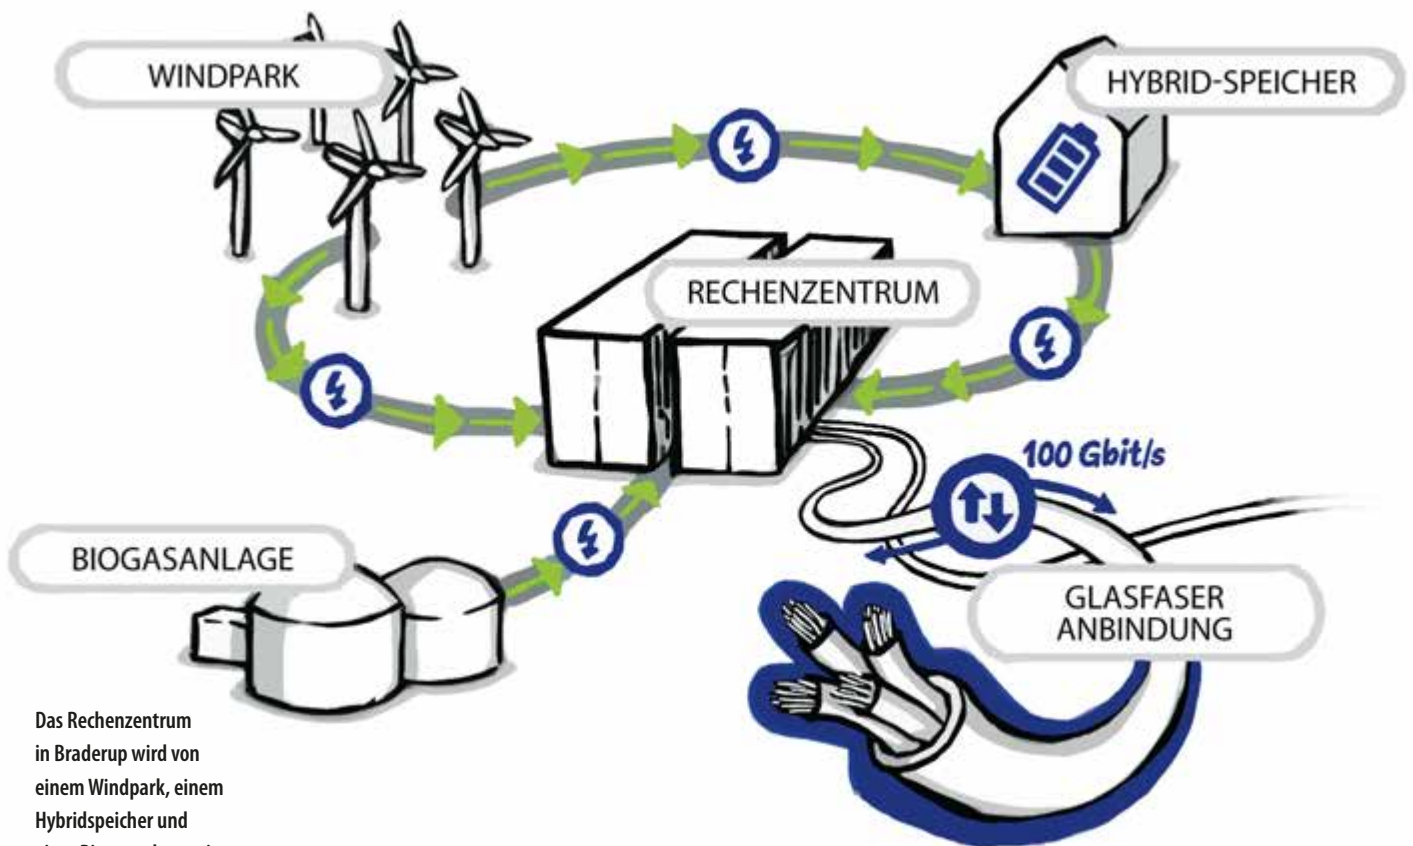 WINDPARK
HYBRID-SPEICHER
RECHENZENTRUM
100 Gbit/s
BIOGASANLAGE
GLASFASER
ANBINDUNG
Das Rechenzentrum
in Braderup wird von
einem Windpark, einem
Hybridspeicher und